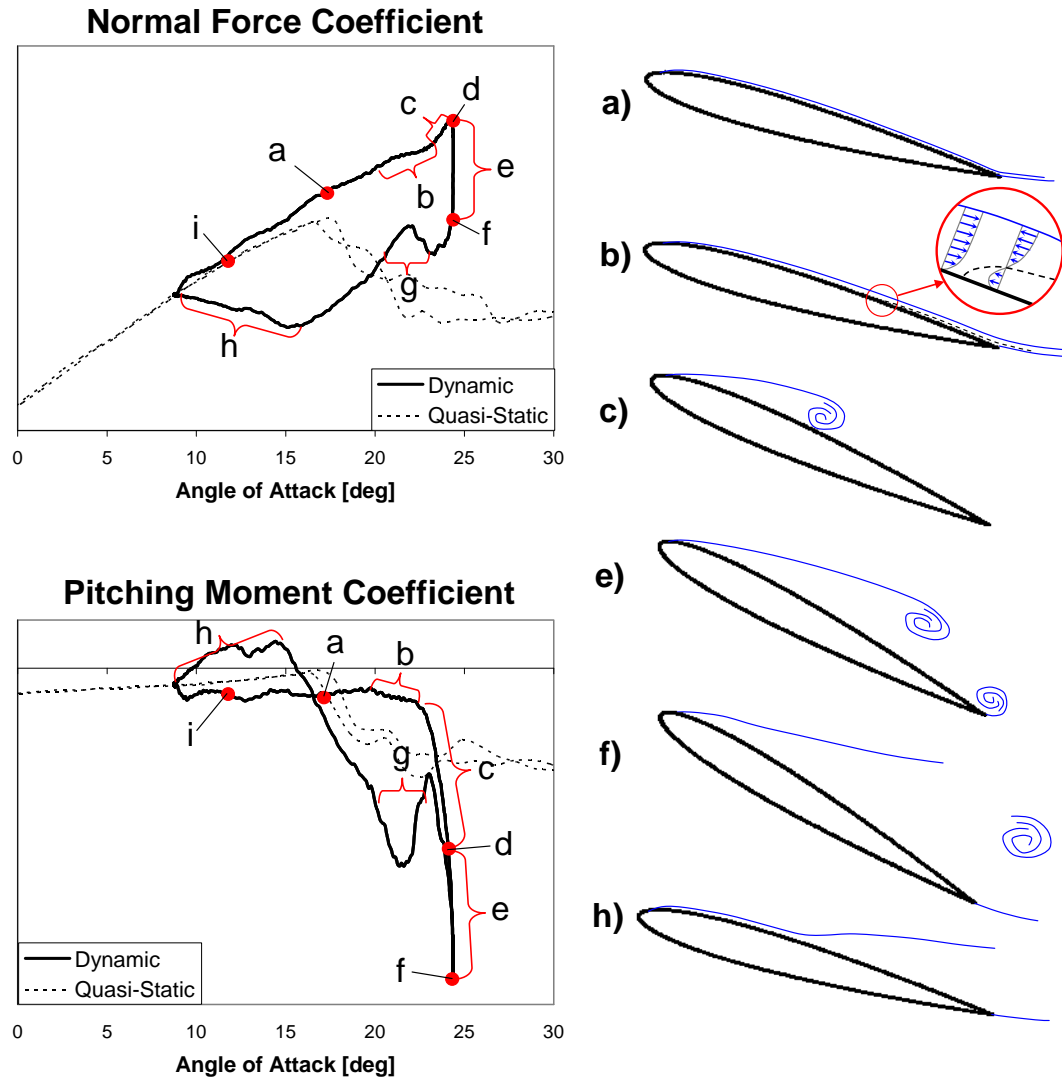 Normal Force Coefficient
c
d
a
e
b
i
f
g
h
Dynamic
Quasi-Static
0 5 10 15 20 25 30
Angle of Attack [deg]
Pitching Moment Coefficient
h
a
b
i
g
c
d
e
f
Dynamic
Quasi-Static
0 5 10 15 20 25 30
Angle of Attack [deg]
a)
b)
c)
e)
f)
h)